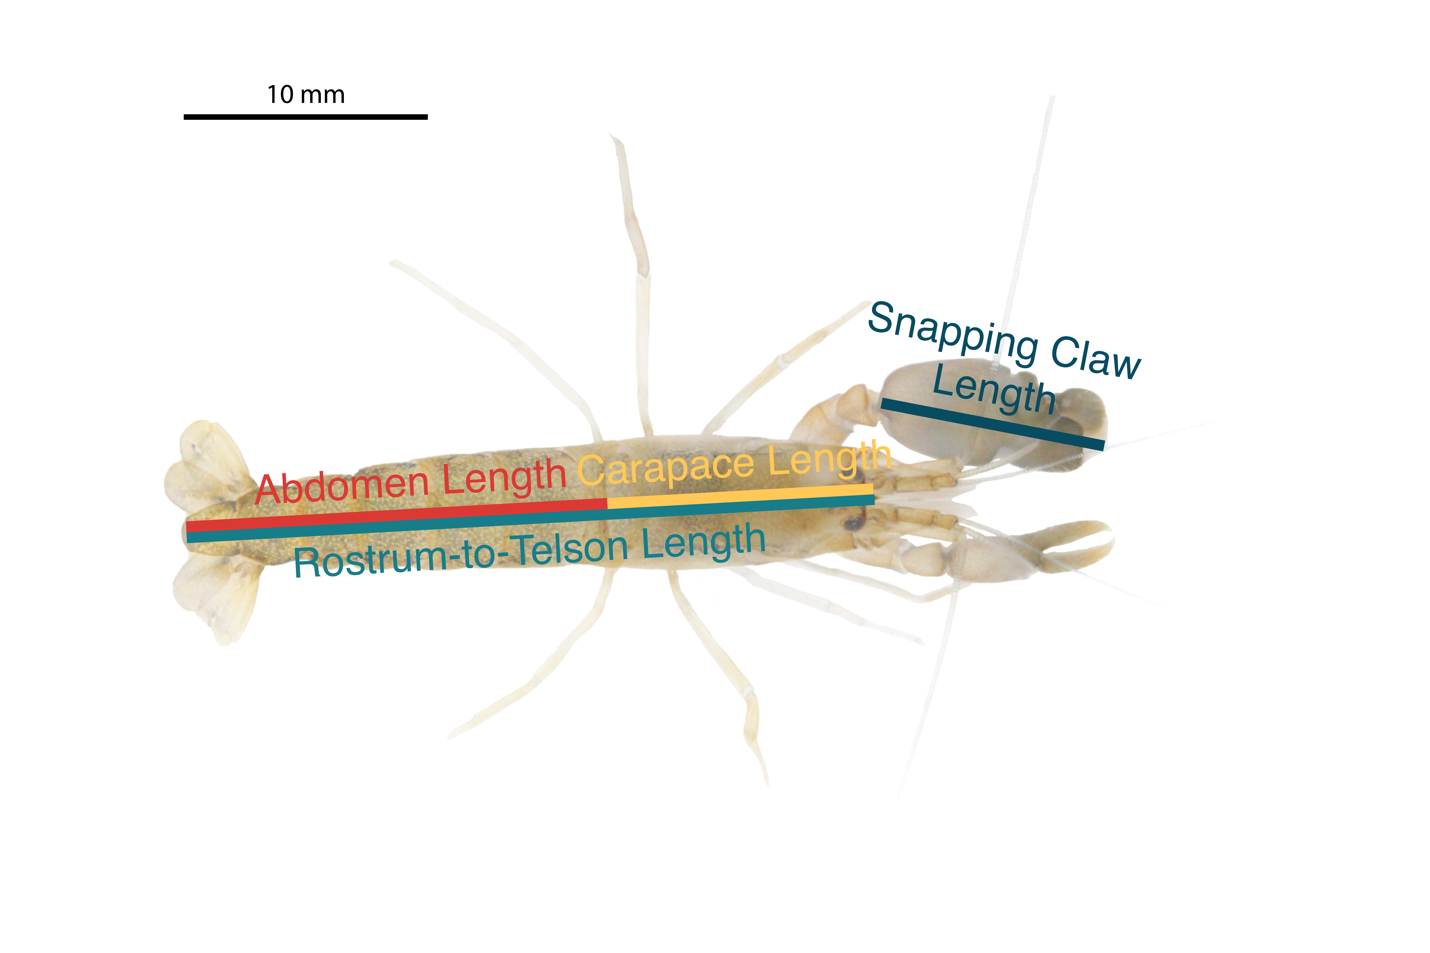 10 mm
Snapping Claw
Length
Abdomen Length
Carapace Length
Rostrum-to-Telson Length